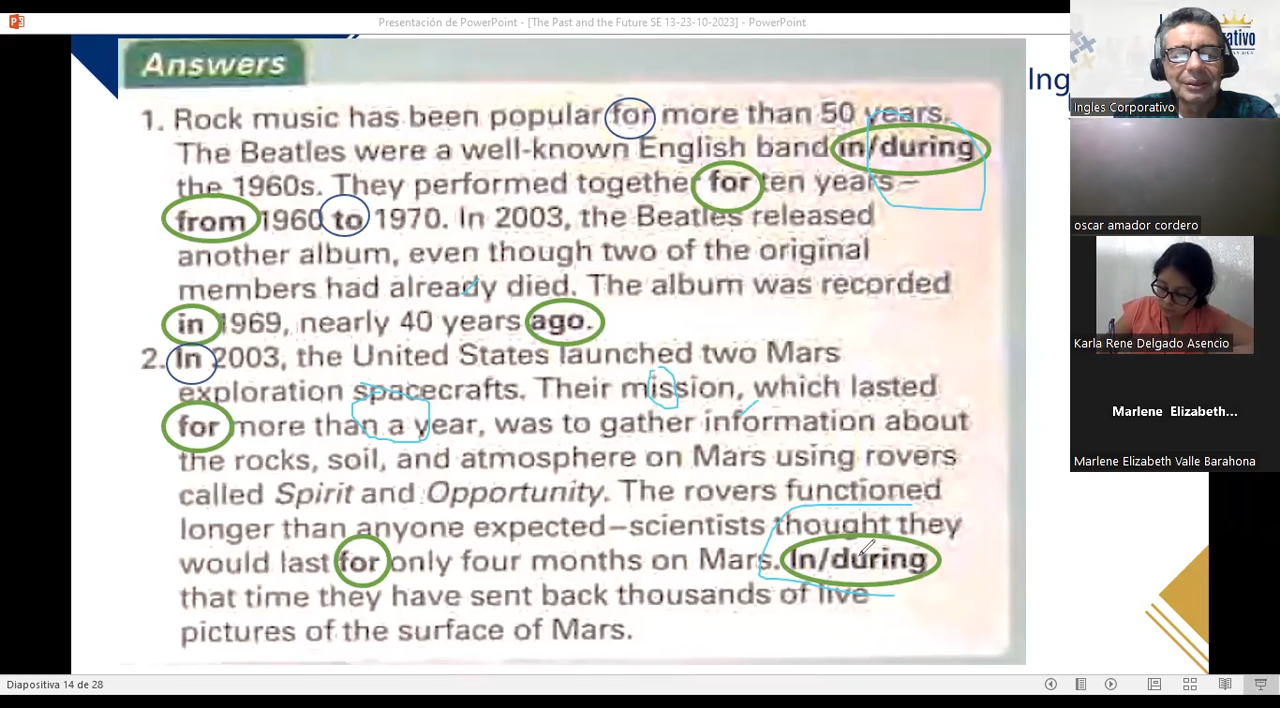 Presentación de PowerPoint - [The Past and the Future SE 13-23-10-2023] - PowerPoint
Answers
1. Rock music has been popular for more than 50 years.
The Beatles were a well-known English band in/during
the 1960s. They performed together for ten years–
from 1960 to 1970. In 2003, the Beatles released
another album, even though two of the original
members had already died. The album was recorded
in 1969, nearly 40 years ago.
2. In 2003, the United States launched two Mars
exploration spacecrafts. Their mission, which lasted
for more than a year, was to gather information about
the rocks, soil, and atmosphere on Mars using rovers
called Spirit and Opportunity. The rovers functioned
longer than anyone expected–scientists thought they
would last for only four months on Mars. In/during
that time they have sent back thousands of live
pictures of the surface of Mars.
Ing
Ingles Corporativo
oscar amador cordero
Karla Rene Delgado Asencio
Marlene Elizabeth...
Marlene Elizabeth Valle Barahona
Diapositiva 14 de 28